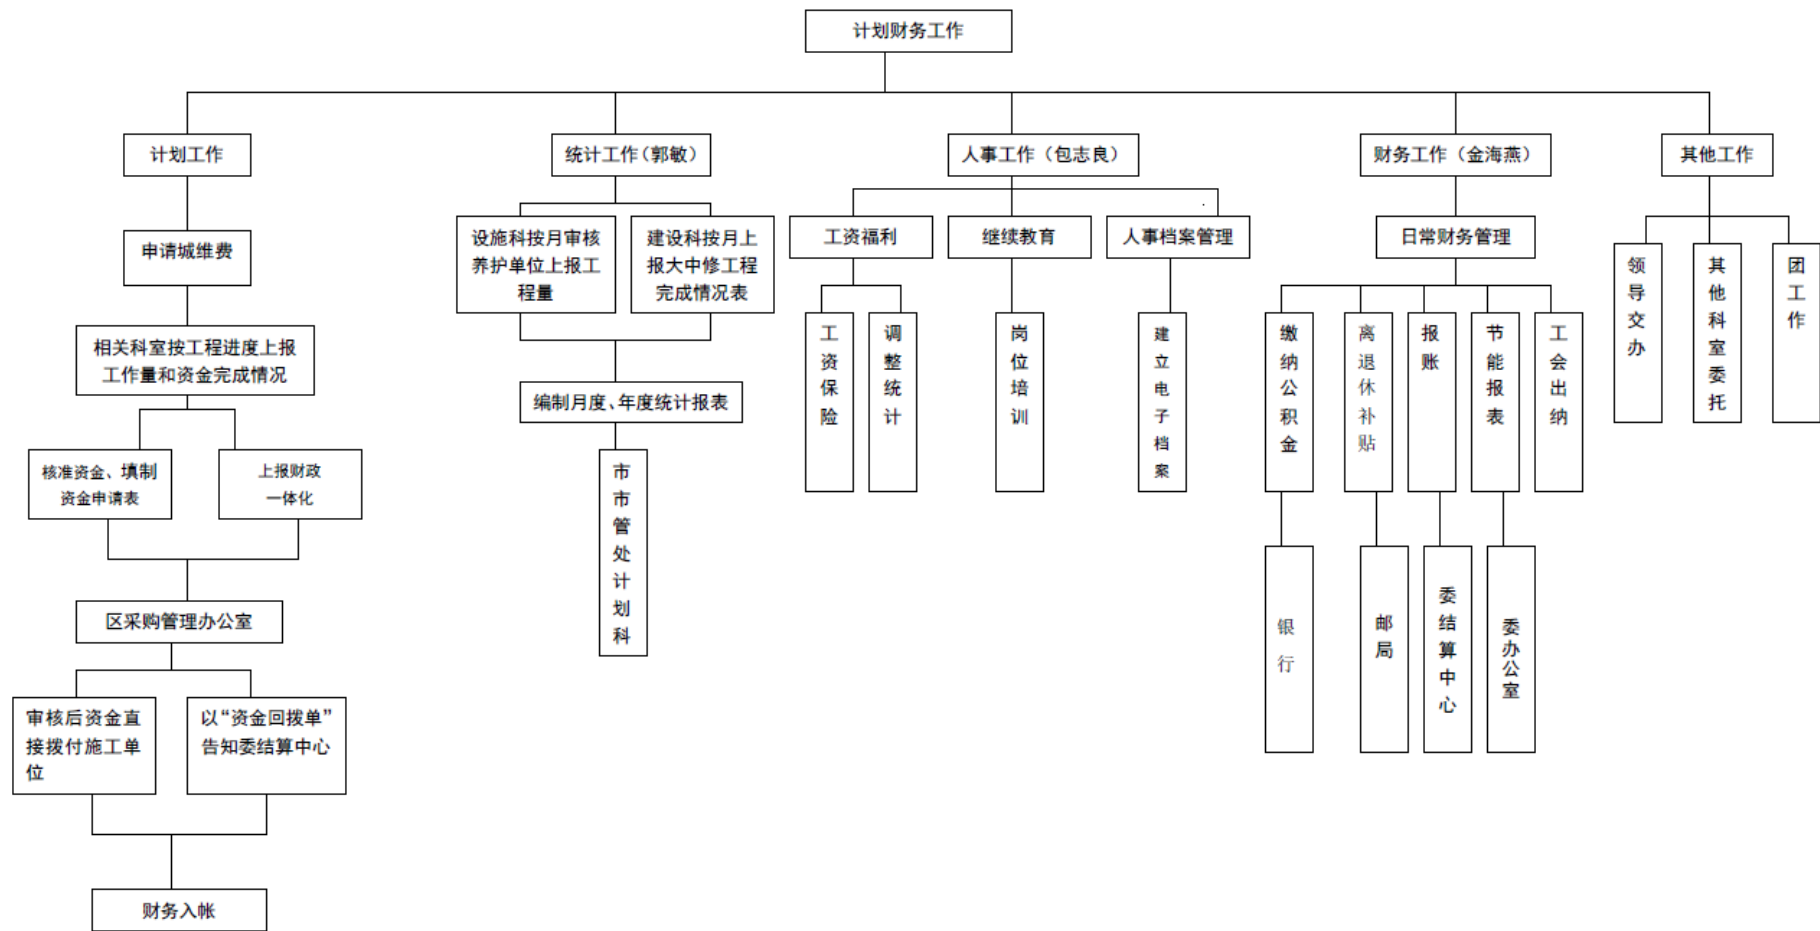 计划财务工作
计划工作
统计工作（郭敏）
人事工作（包志良）
财务工作（金海燕）
其他工作
申请城维费
设施科按月审核
养护单位上报工
程量
建设科按月上
报大中修工程
完成情况表
工资福利
继续教育
人事档案管理
日常财务管理
领导交办
其他科室委托
团工作
相关科室按工程进度上报
工作量和资金完成情况
编制月度、年度统计报表
工资保险
调整统计
岗位培训
建立电子档案
缴纳公积金
离退休补贴
报账
节能报表
工会出纳
核准资金、填制
资金申请表
上报财政
一体化
市市管处计划科
银行
邮局
委结算中心
委办公室
区采购管理办公室
审核后资金直
接拨付施工单
位
以“资金回拨单”
告知委结算中心
财务入帐